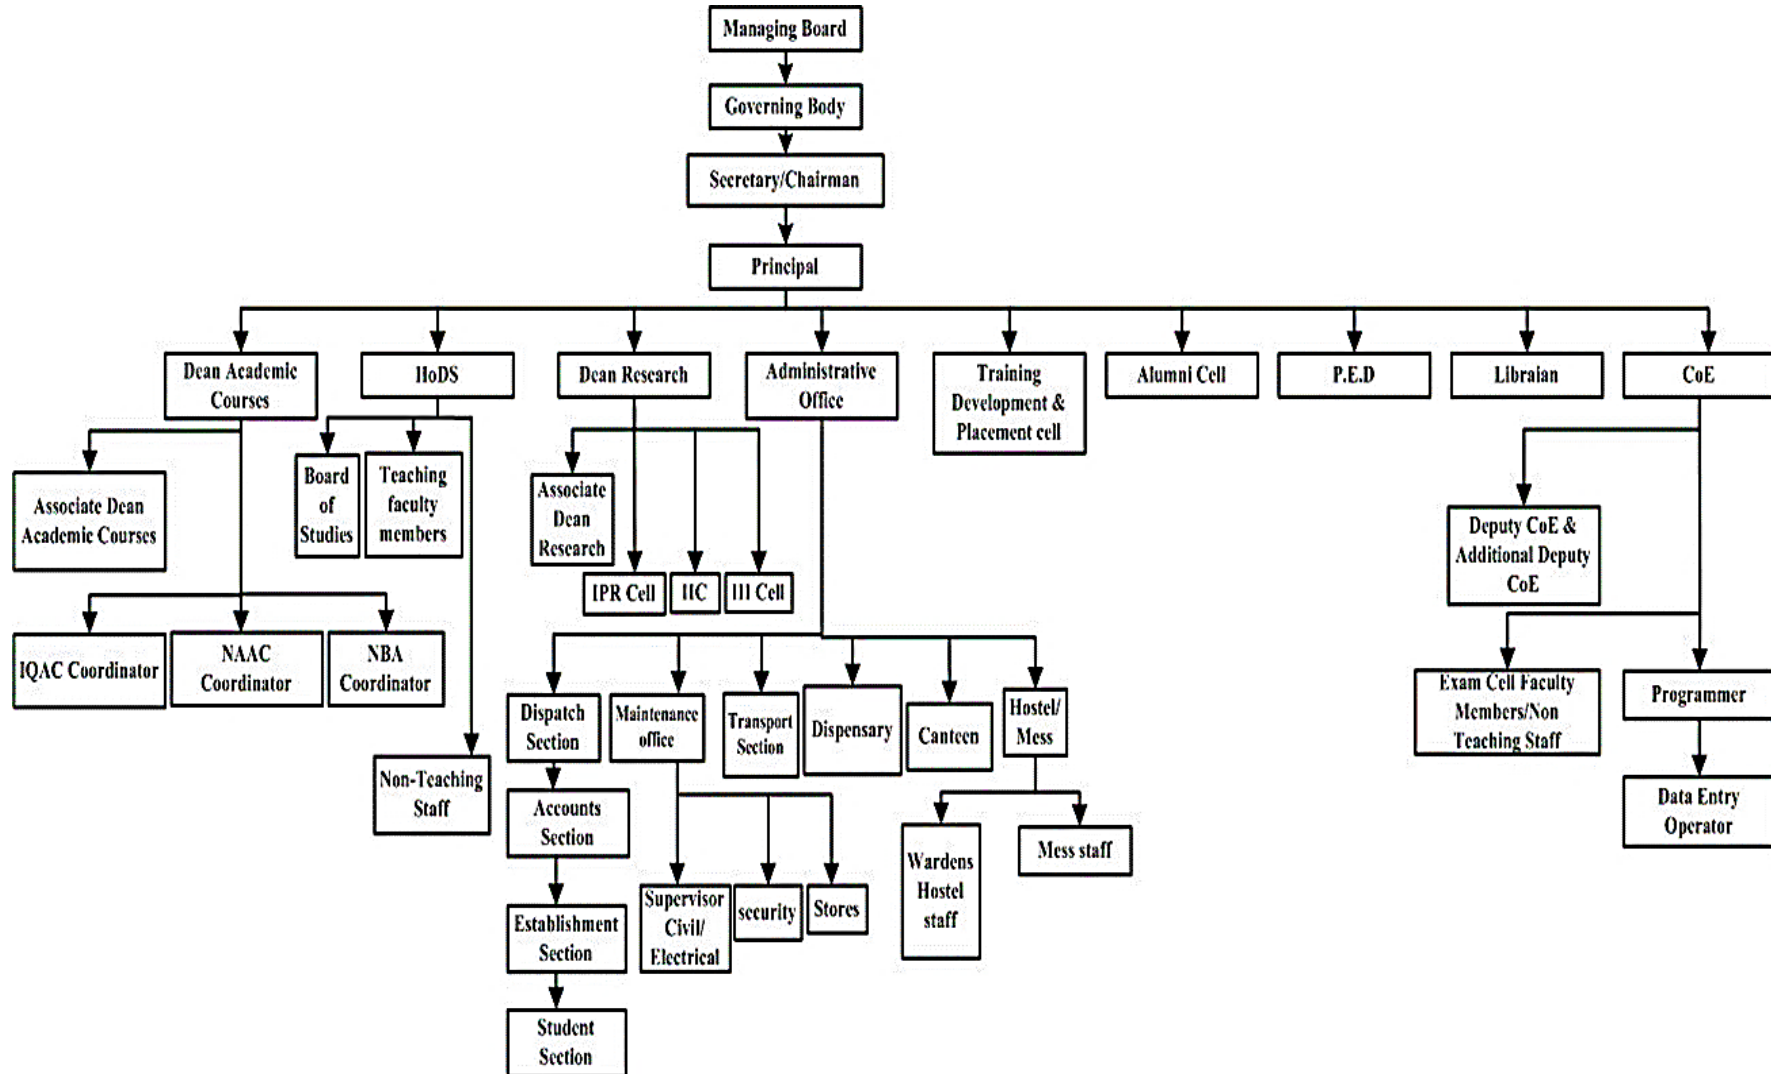 Managing Board
Governing Body
Secretary/Chairman
Principal
Dean Academic
Courses
HoDS
Dean Research
Administrative
Office
Training
Development &
Placement cell
Alumni Cell
P.E.D
Libraian
CoE
Associate Dean
Academic Courses
Board
of
Studies
Teaching
faculty
members
Associate
Dean
Research
Deputy CoE &
Additional Deputy
CoE
IPR Cell
IIC
III Cell
IQAC Coordinator
NAAC
Coordinator
NBA
Coordinator
Non-Teaching
Staff
Dispatch
Section
Maintenance
office
Transport
Section
Dispensary
Canteen
Hostel/
Mess
Exam Cell Faculty
Members/Non
Teaching Staff
Programmer
Data Entry
Operator
Accounts
Section
Establishment
Section
Student
Section
Supervisor
Civil/
Electrical
security
Stores
Wardens
Hostel
staff
Mess staff